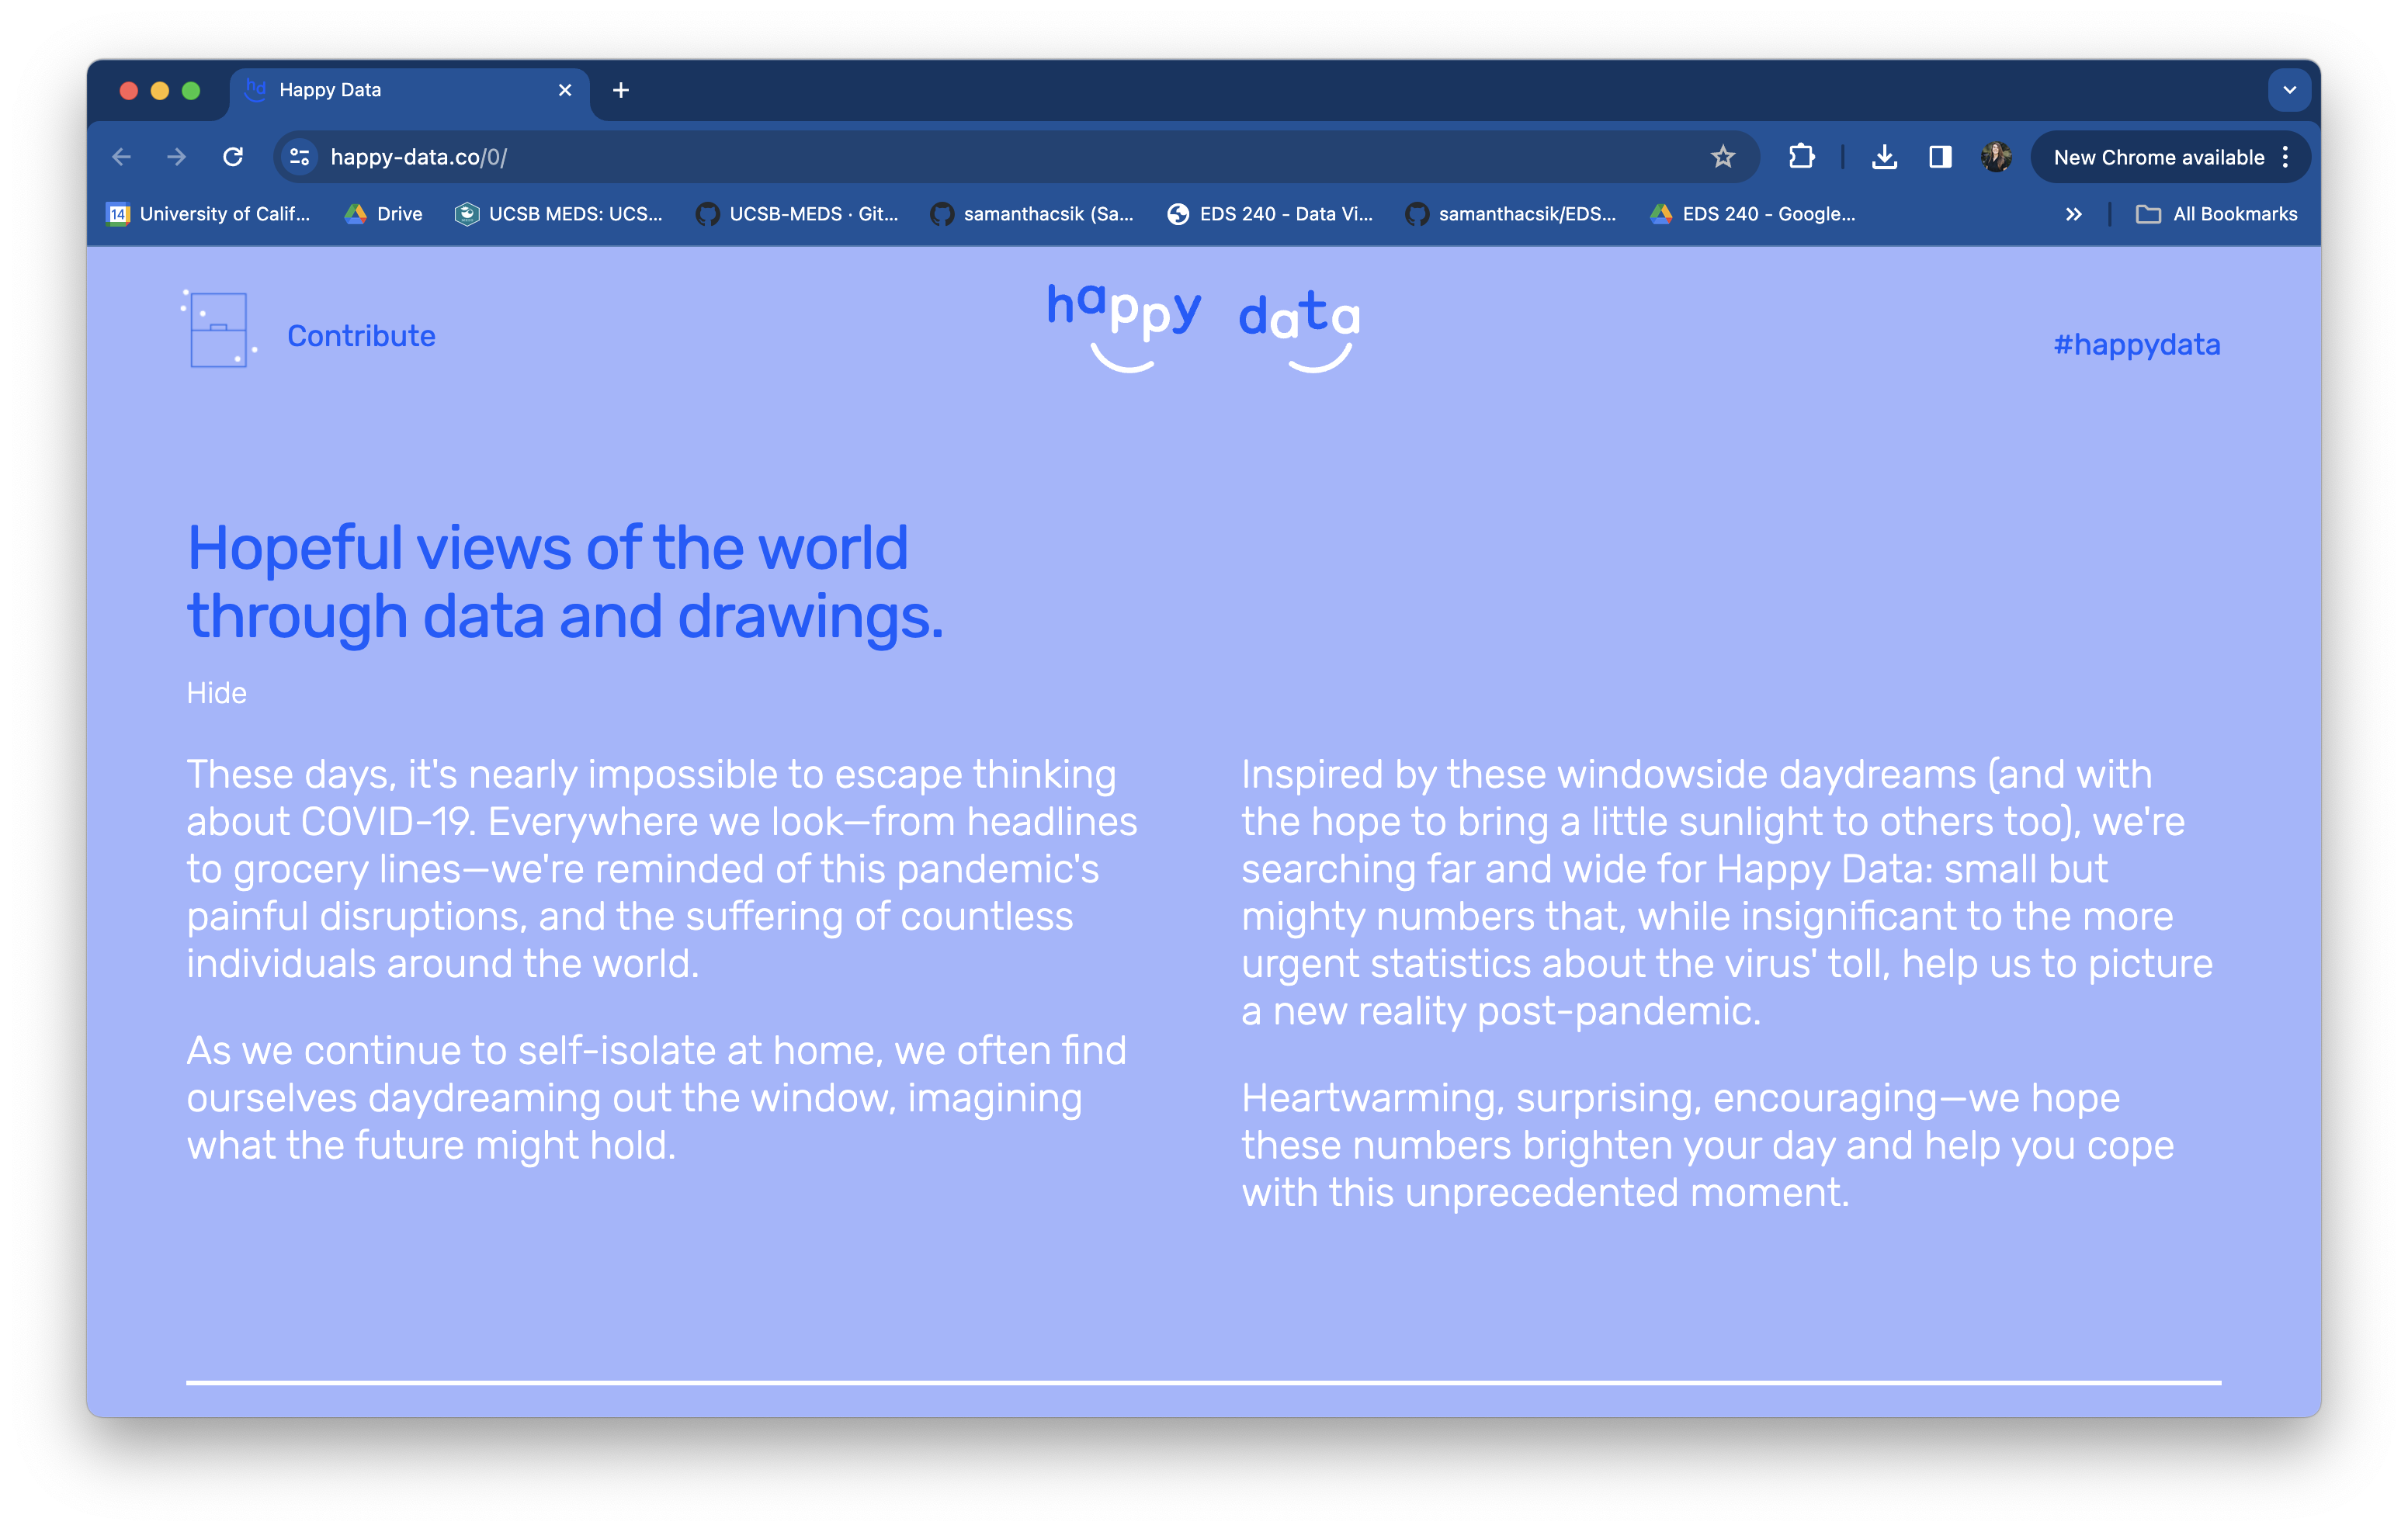 hd Happy Data
happy-data.co/0/
New Chrome available
14 University of Calif...
Drive
UCSB MEDS: UCS...
UCSB-MEDS · Git...
samanthacsik (Sa...
EDS 240 - Data Vi...
samanthacsik/EDS...
EDS 240 - Google...
All Bookmarks
Contribute
happy data
#happydata
Hopeful views of the world
through data and drawings.
Hide
These days, it's nearly impossible to escape thinking
about COVID-19. Everywhere we look—from headlines
to grocery lines—we're reminded of this pandemic's
painful disruptions, and the suffering of countless
individuals around the world.
As we continue to self-isolate at home, we often find
ourselves daydreaming out the window, imagining
what the future might hold.
Inspired by these windowside daydreams (and with
the hope to bring a little sunlight to others too), we're
searching far and wide for Happy Data: small but
mighty numbers that, while insignificant to the more
urgent statistics about the virus' toll, help us to picture
a new reality post-pandemic.
Heartwarming, surprising, encouraging—we hope
these numbers brighten your day and help you cope
with this unprecedented moment.